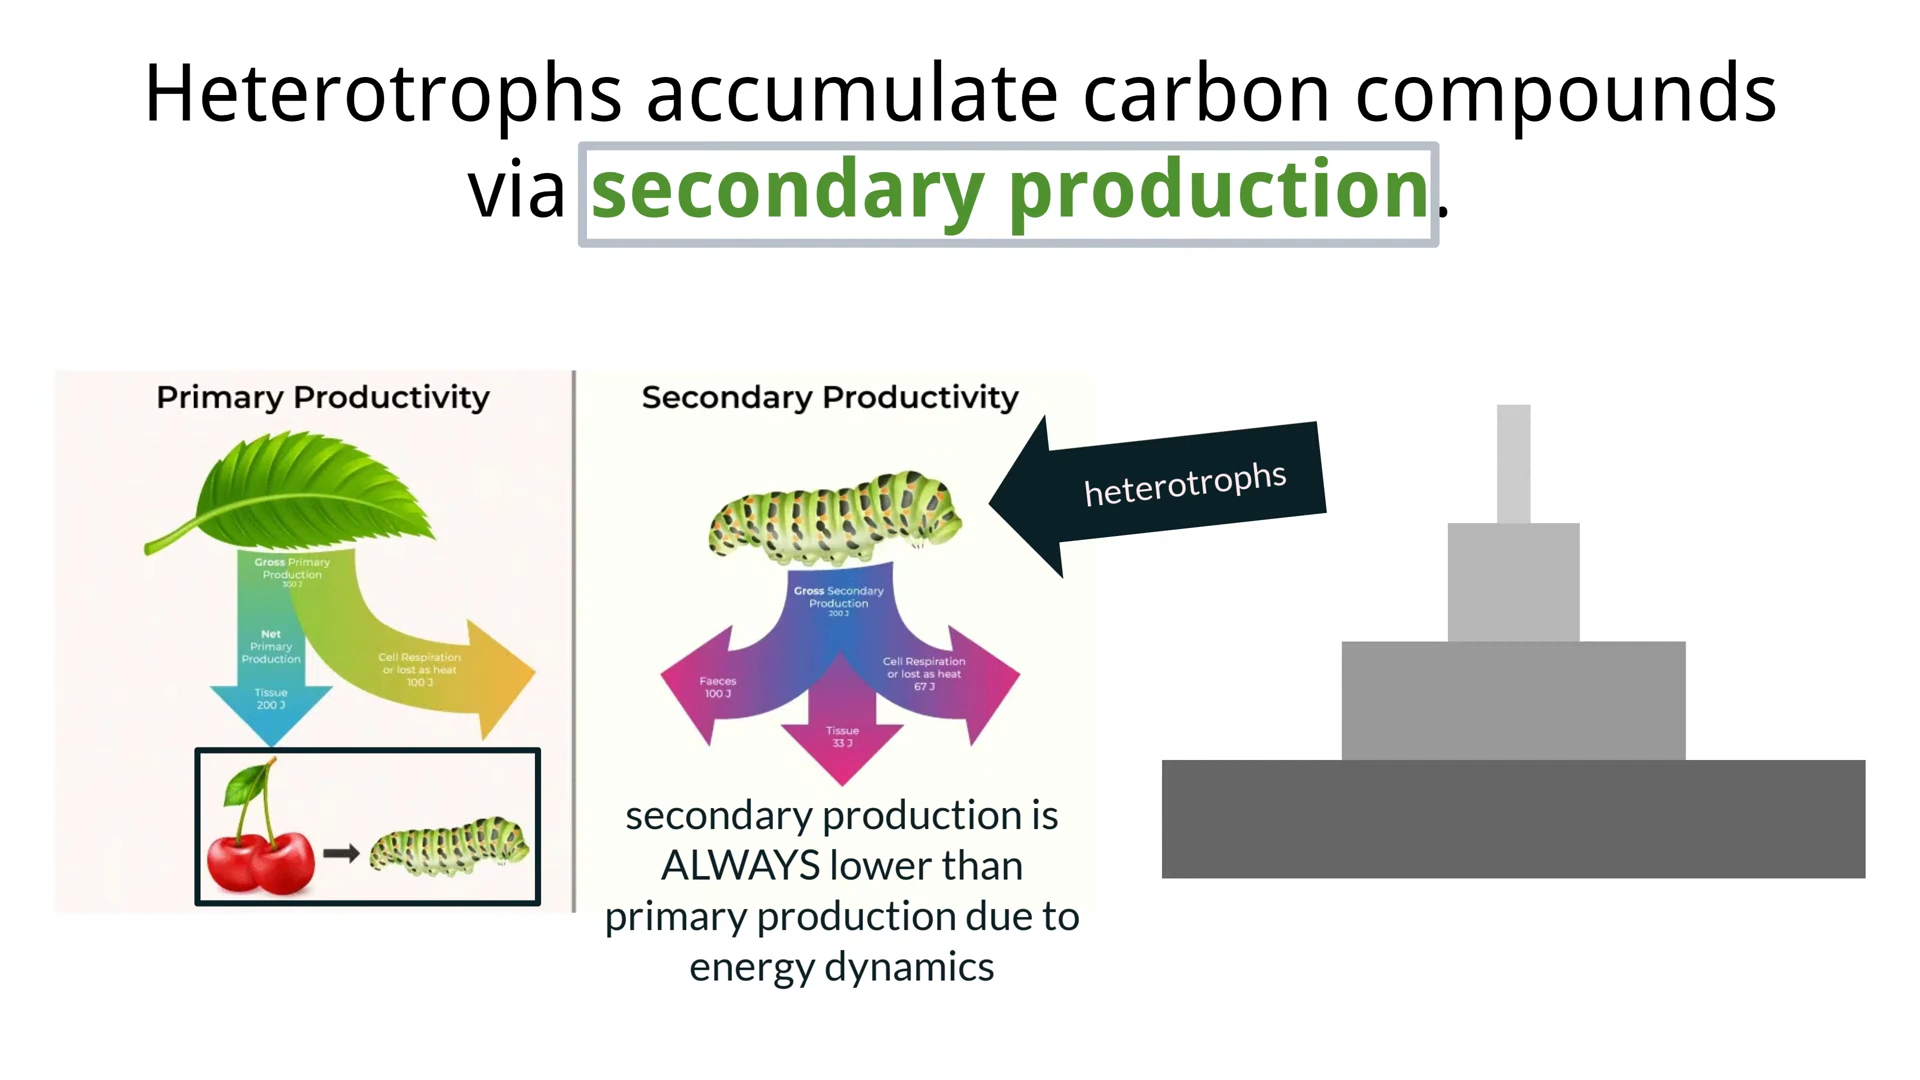 Heterotrophs accumulate carbon compounds
via secondary production.
Primary Productivity
Gross Primary
Production
300 J
Net
Primary
Production
Tissue
200 J
Cell Respiration
or lost as heat
100 J
Secondary Productivity
heterotrophs
Gross Secondary
Production
200 J
Faeces
100 J
Cell Respiration
or lost as heat
67 J
Tissue
33 J
secondary production is
ALWAYS lower than
primary production due to
energy dynamics